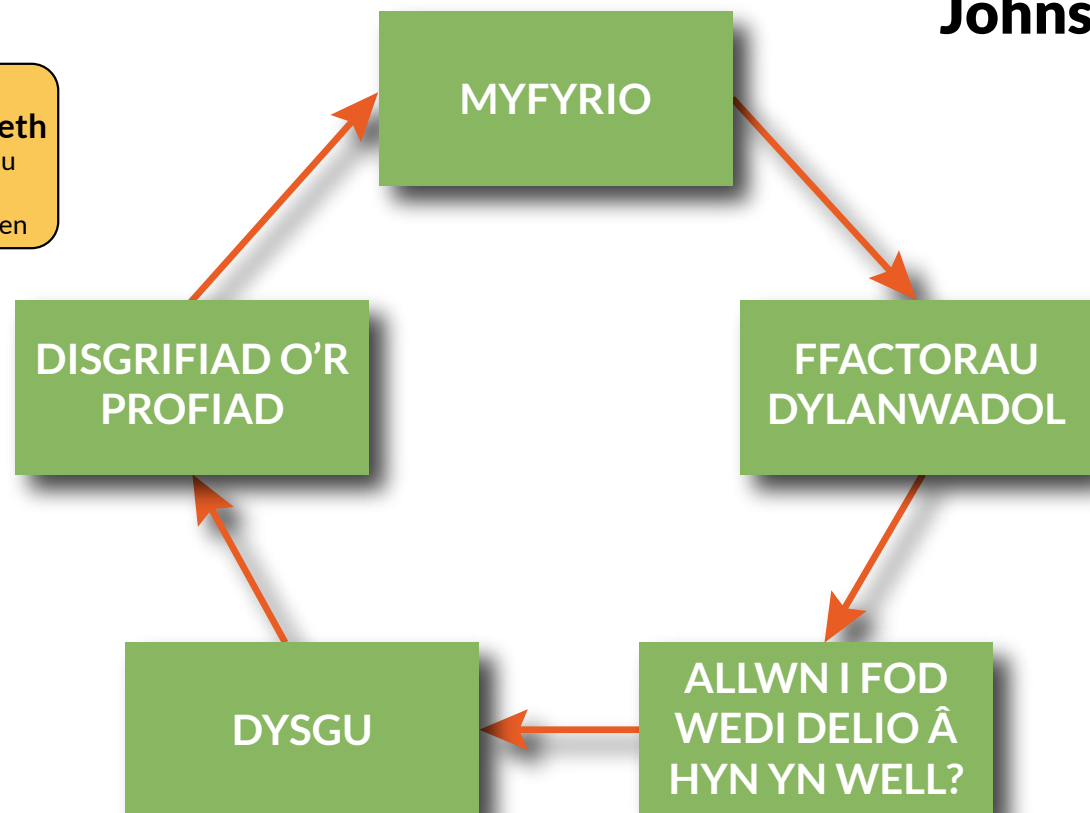 Johns
eth
u
en
MYFYRIO
DISGRIFIAD O’R
PROFIAD
FFACTORAU
DYLANWADOL
DYSGU
ALLWN I FOD
WEDI DELIO Â
HYN YN WELL?